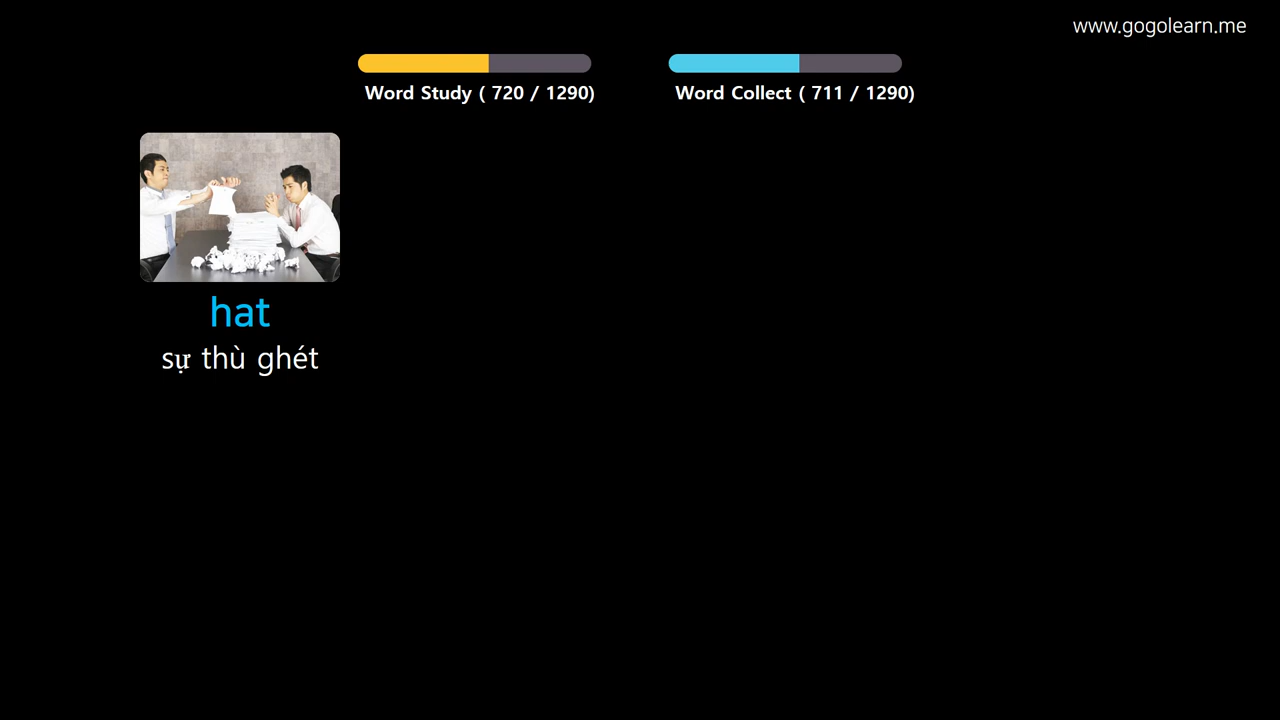 www.gogolearn.me
Word Study ( 720 / 1290)
Word Collect ( 711 / 1290)
hat
sự thù ghét